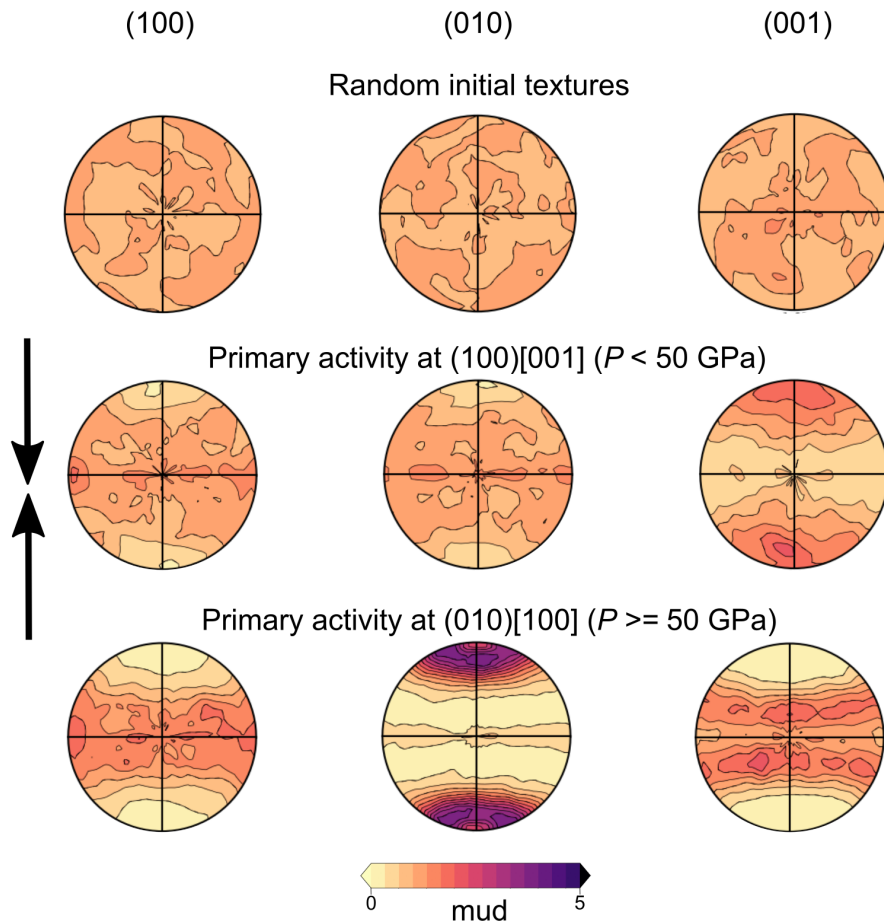 (100) (010) (001)
Random initial textures
Primary activity at (100)[001] (P < 50 GPa)
Primary activity at (010)[100] (P >= 50 GPa)
0 5
mud